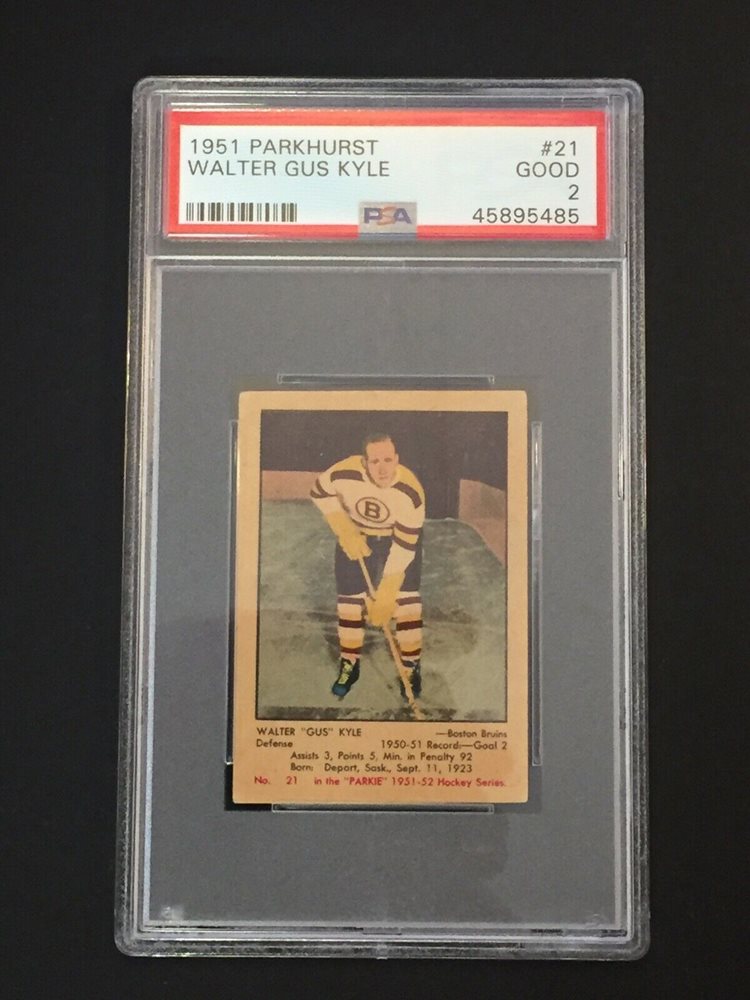 1951 PARKHURST #21
WALTER GUS KYLE GOOD
2
PSA 45895485
B
WALTER "GUS" KYLE —Boston Bruins
Defense 1950-51 Record:—Goal 2
Assists 3, Points 5, Min. in Penalty 92
Born: Depart, Sask., Sept. 11, 1923
No. 21 in the "PARKIE" 1951-52 Hockey Series.